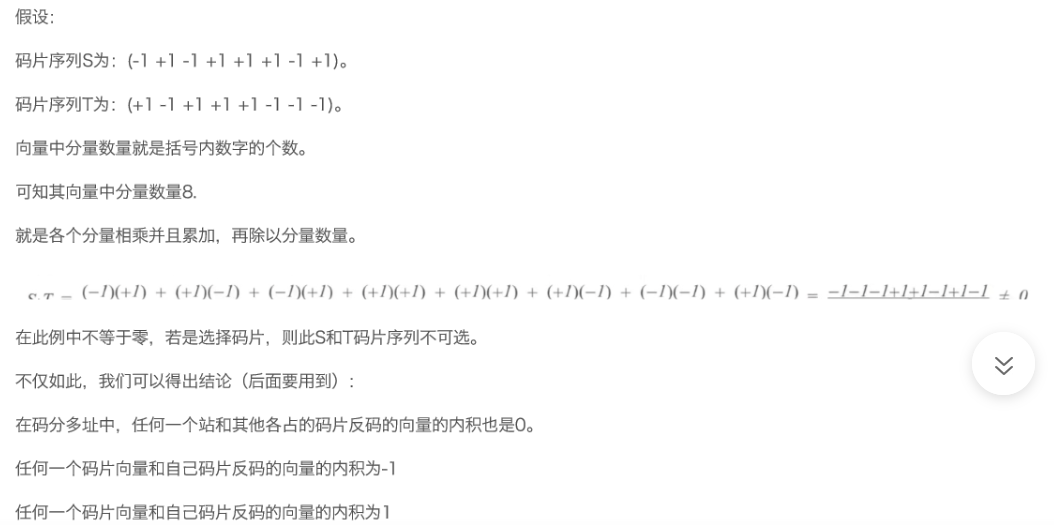 假设：
码片序列S为：(-1 +1 -1 +1 +1 +1 -1 +1)。
码片序列T为：(+1 -1 +1 +1 +1 -1 -1 -1)。
向量中分量数量就是括号内数字的个数。
可知其向量中分量数量8.
就是各个分量相乘并且累加，再除以分量数量。
S·T = (−1)(+1) + (+1)(−1) + (−1)(+1) + (+1)(+1) + (+1)(+1) + (+1)(−1) + (−1)(−1) + (+1)(−1) = −1−1−1+1+1−1+1−1 ≠ 0
在此例中不等于零，若是选择码片，则此S和T码片序列不可选。
不仅如此，我们可以得出结论（后面要用到）：
在码分多址中，任何一个站和其他各占的码片反码的向量的内积也是0。
任何一个码片向量和自己码片反码的向量的内积为-1
任何一个码片向量和自己码片反码的向量的内积为1